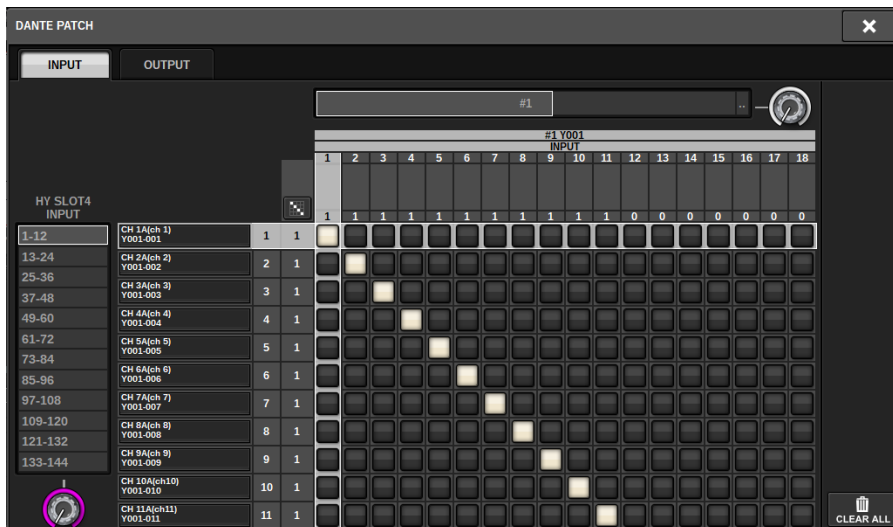 DANTE PATCH
INPUT OUTPUT
#1 ..
#1 Y001
INPUT
1 2 3 4 5 6 7 8 9 10 11 12 13 14 15 16 17 18
HY SLOT4
INPUT
1 1 1 1 1 1 1 1 1 1 1 0 0 0 0 0 0 0
1-12
13-24
25-36
37-48
49-60
61-72
73-84
85-96
97-108
109-120
121-132
133-144
CH 1A(ch 1)
Y001-001 1 1
CH 2A(ch 2)
Y001-002 2 1
CH 3A(ch 3)
Y001-003 3 1
CH 4A(ch 4)
Y001-004 4 1
CH 5A(ch 5)
Y001-005 5 1
CH 6A(ch 6)
Y001-006 6 1
CH 7A(ch 7)
Y001-007 7 1
CH 8A(ch 8)
Y001-008 8 1
CH 9A(ch 9)
Y001-009 9 1
CH 10A(ch10)
Y001-010 10 1
CH 11A(ch11)
Y001-011 11 1
CLEAR ALL